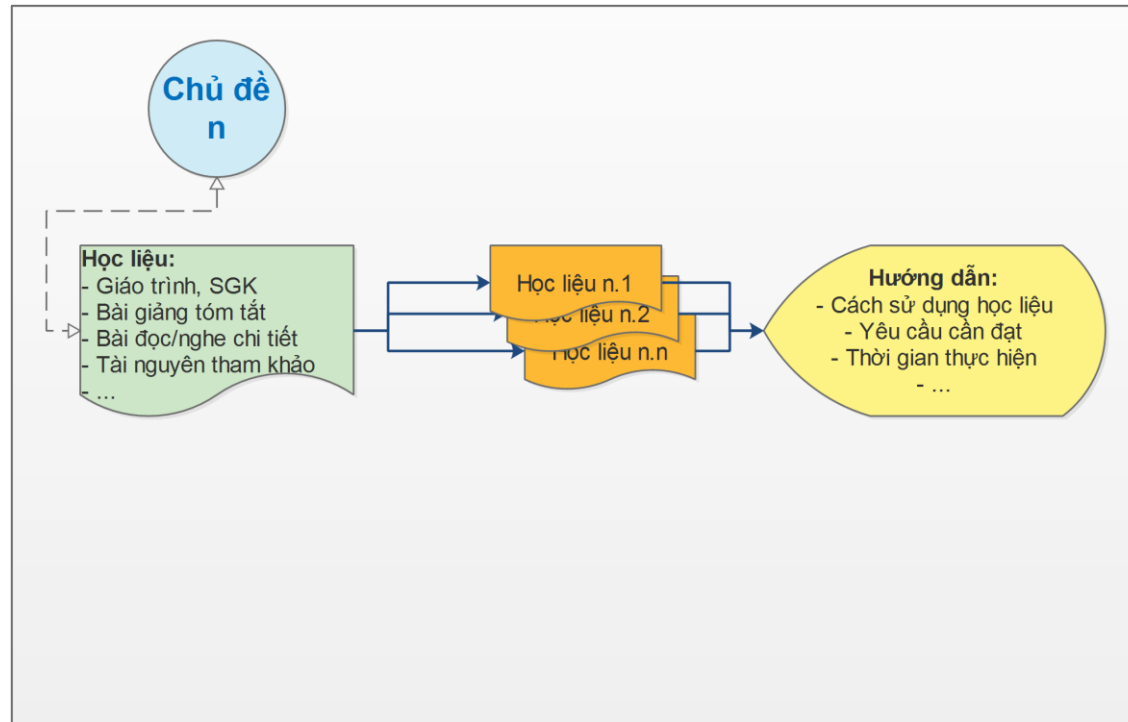 Chủ đề
n
Học liệu:
- Giáo trình, SGK
- Bài giảng tóm tắt
- Bài đọc/nghe chi tiết
- Tài nguyên tham khảo
- ...
Học liệu n.1
Học liệu n.2
Học liệu n.n
Hướng dẫn:
- Cách sử dụng học liệu
- Yêu cầu cần đạt
- Thời gian thực hiện
- ...